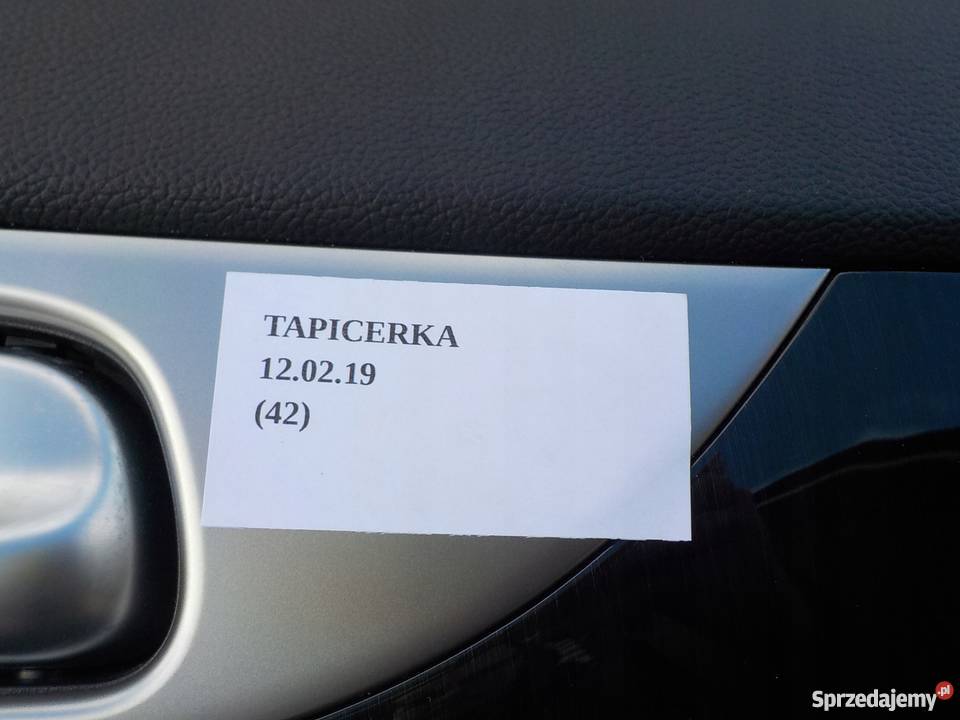 TAPICERKA
12.02.19
(42)
Sprzedajemy.pl